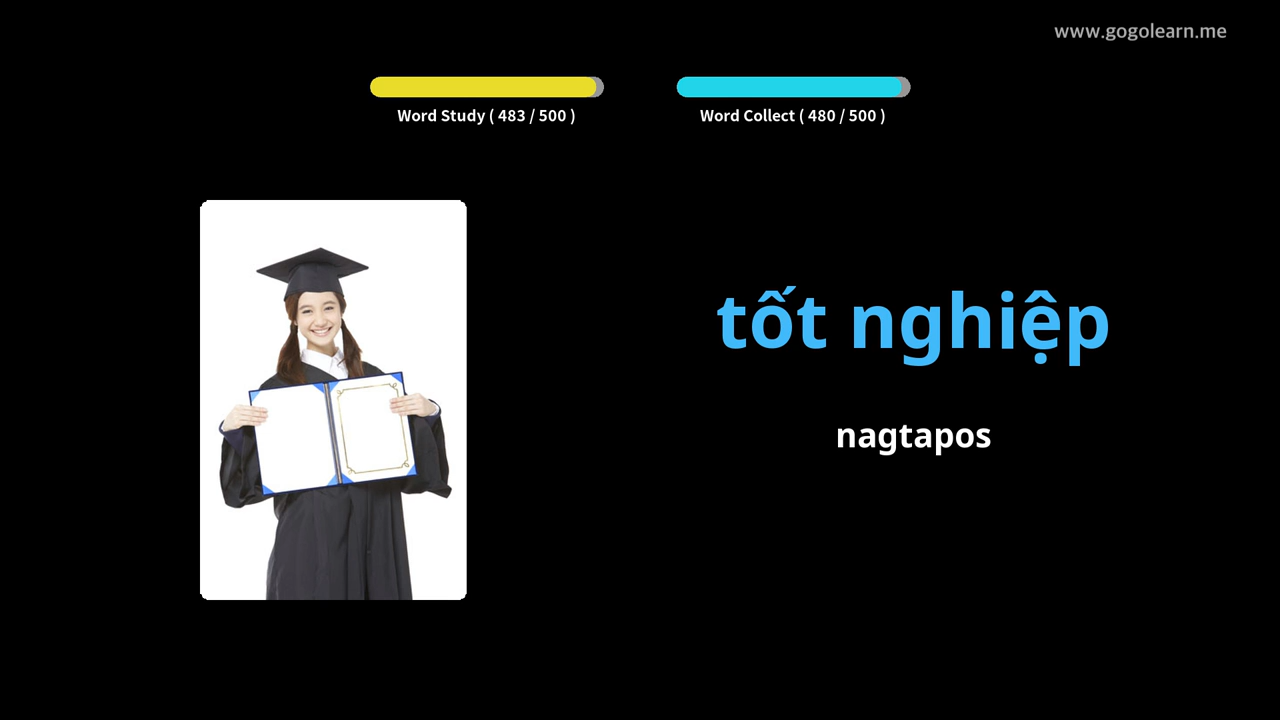 www.gogolearn.me
Word Study ( 483 / 500 )
Word Collect ( 480 / 500 )
tốt nghiệp
nagtapos